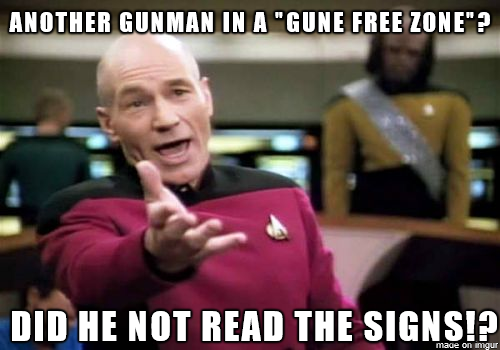 ANOTHER GUNMAN IN A "GUNE FREE ZONE"?
DID HE NOT READ THE SIGNS!?
made on imgur